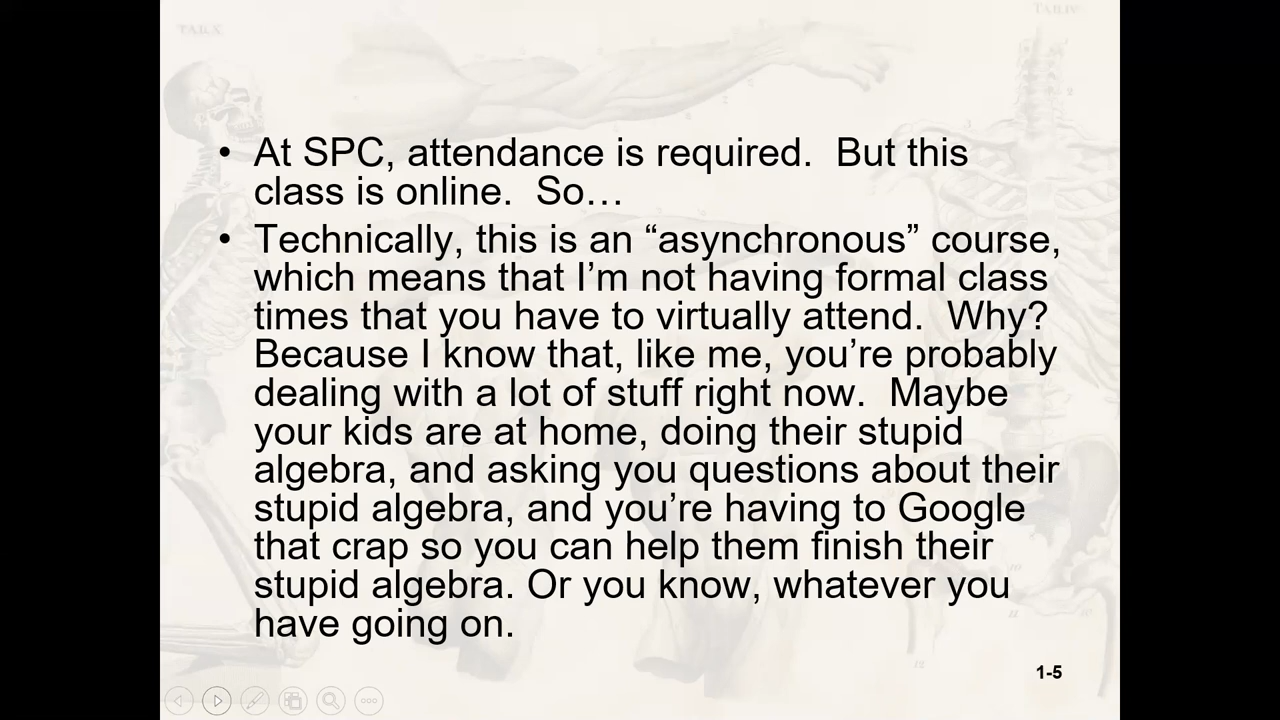 TAB.X.
TAB.IV.
• At SPC, attendance is required.  But this
class is online.  So…
• Technically, this is an “asynchronous” course,
which means that I’m not having formal class
times that you have to virtually attend.  Why?
Because I know that, like me, you’re probably
dealing with a lot of stuff right now.  Maybe
your kids are at home, doing their stupid
algebra, and asking you questions about their
stupid algebra, and you’re having to Google
that crap so you can help them finish their
stupid algebra. Or you know, whatever you
have going on.
1-5